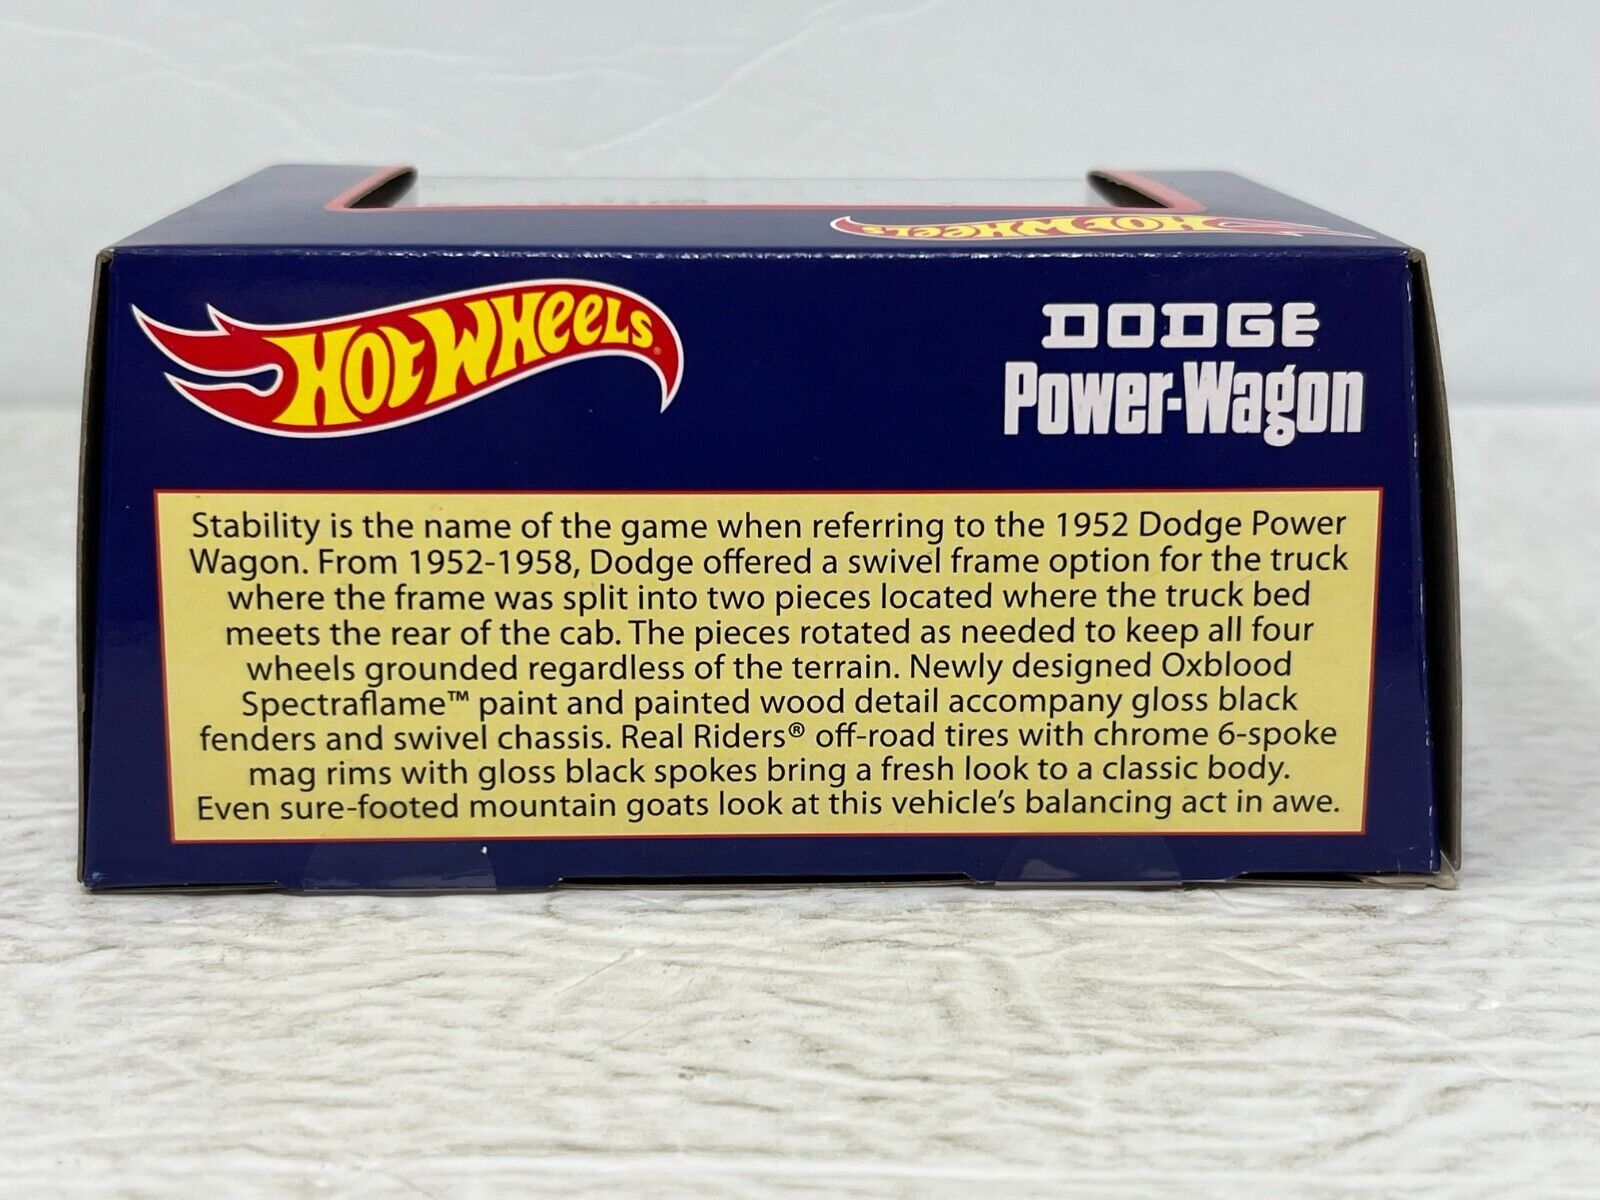 HOT WHEELS
HOT WHEELS®
DODGE
Power-Wagon
Stability is the name of the game when referring to the 1952 Dodge Power
Wagon. From 1952-1958, Dodge offered a swivel frame option for the truck
where the frame was split into two pieces located where the truck bed
meets the rear of the cab. The pieces rotated as needed to keep all four
wheels grounded regardless of the terrain. Newly designed Oxblood
Spectraflame™ paint and painted wood detail accompany gloss black
fenders and swivel chassis. Real Riders® off-road tires with chrome 6-spoke
mag rims with gloss black spokes bring a fresh look to a classic body.
Even sure-footed mountain goats look at this vehicle's balancing act in awe.